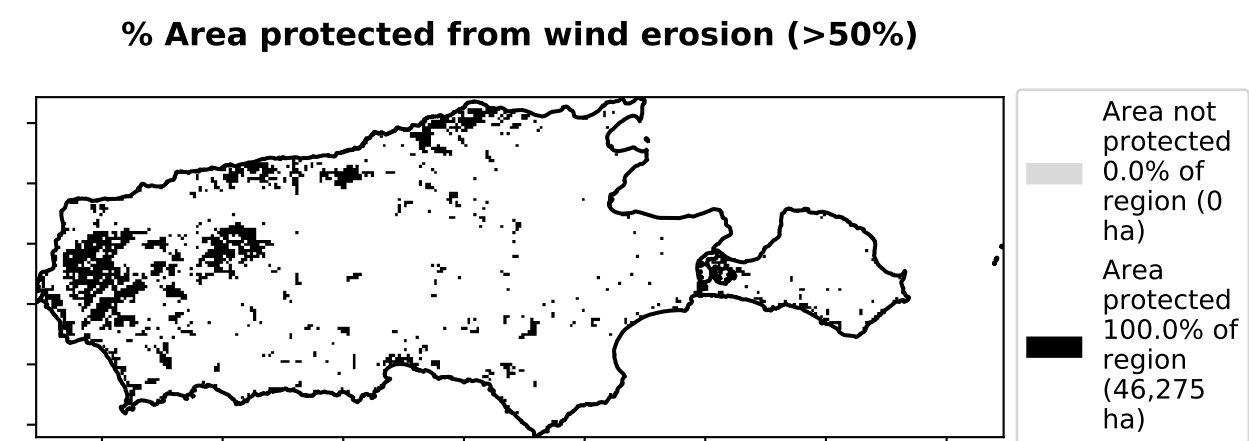 % Area protected from wind erosion (>50%)
Area not
protected
0.0% of
region (0
ha)
Area
protected
100.0% of
region
(46,275
ha)